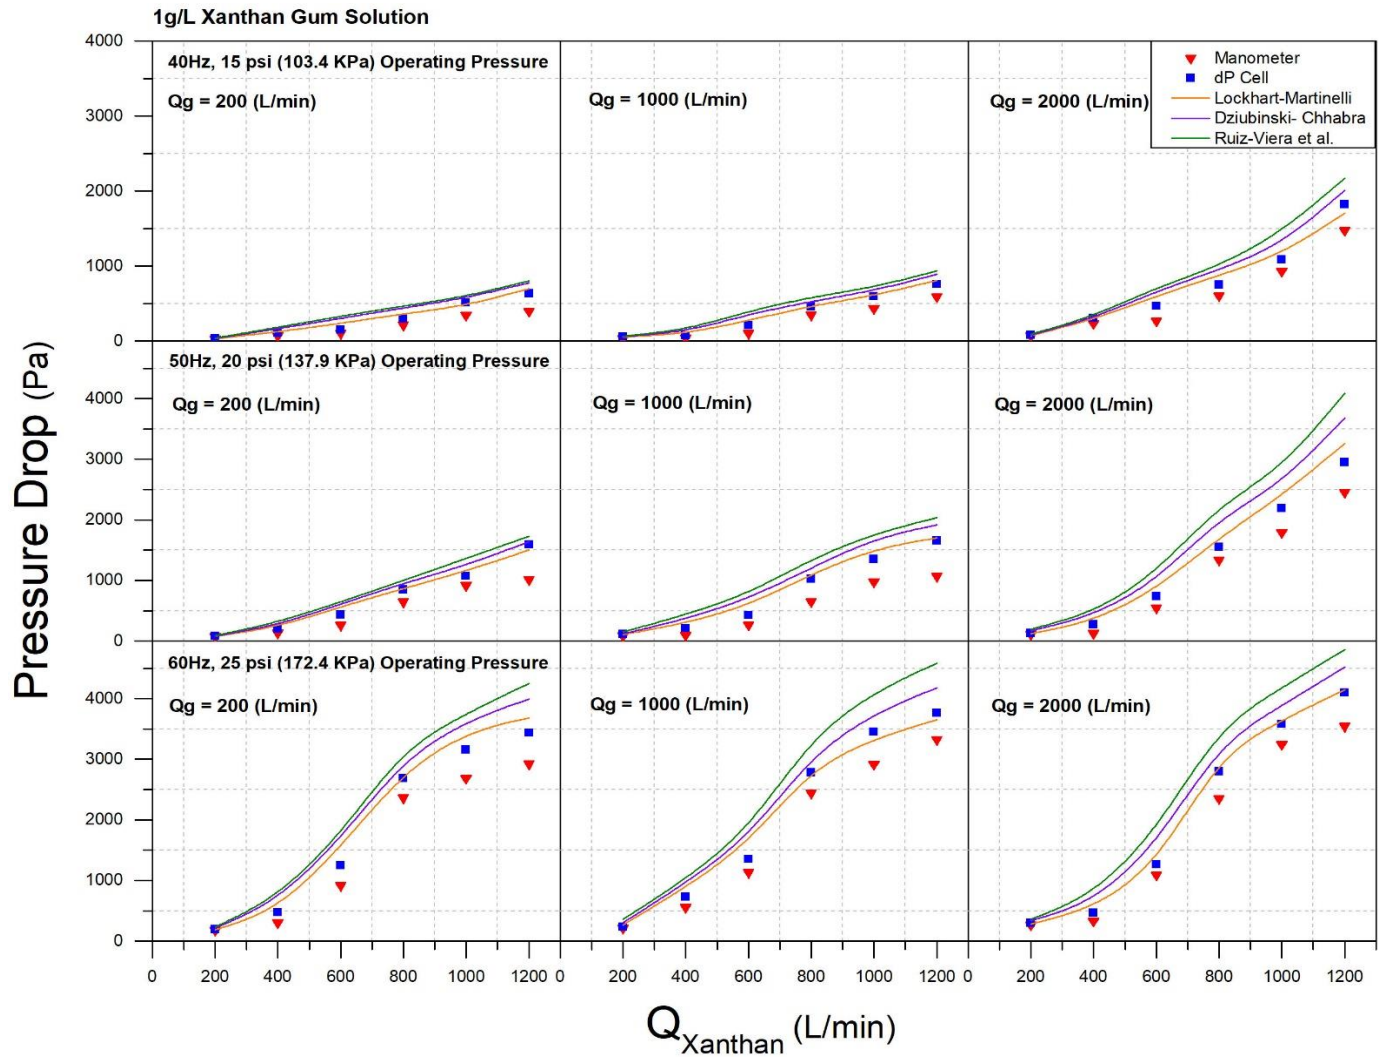 1g/L Xanthan Gum Solution
4000
3000
2000
1000
0
40Hz, 15 psi (103.4 KPa) Operating Pressure
Qg = 200 (L/min)
Qg = 1000 (L/min)
Qg = 2000 (L/min)
Manometer
dP Cell
Lockhart-Martinelli
Dziubinski- Chhabra
Ruiz-Viera et al.
4000
3000
2000
1000
0
50Hz, 20 psi (137.9 KPa) Operating Pressure
Qg = 200 (L/min)
Qg = 1000 (L/min)
Qg = 2000 (L/min)
4000
3000
2000
1000
0
60Hz, 25 psi (172.4 KPa) Operating Pressure
Qg = 200 (L/min)
Qg = 1000 (L/min)
Qg = 2000 (L/min)
0 200 400 600 800 1000 1200 0 200 400 600 800 1000 1200 0 200 400 600 800 1000 1200
Pressure Drop (Pa)
QXanthan (L/min)